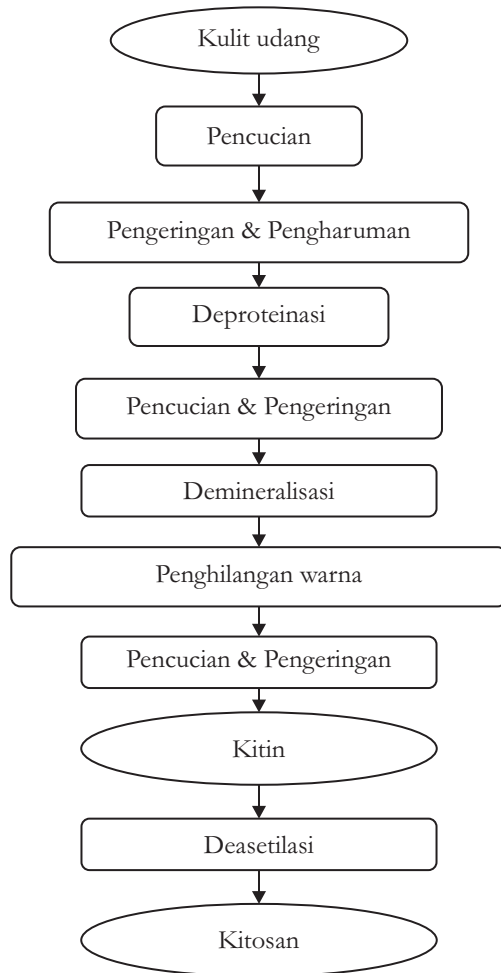 Kulit udang
Pencucian
Pengeringan & Pengharuman
Deproteinasi
Pencucian & Pengeringan
Demineralisasi
Penghilangan warna
Pencucian & Pengeringan
Kitin
Deasetilasi
Kitosan